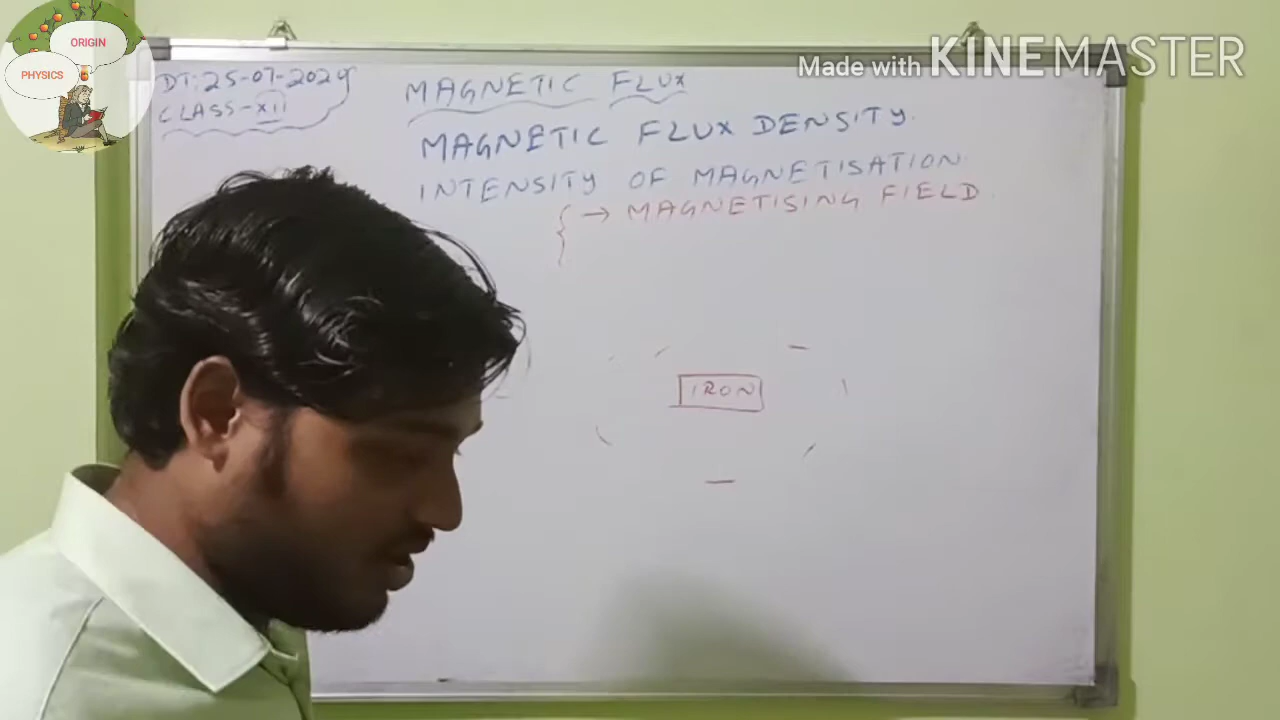 ORIGIN
PHYSICS
Made with KINEMASTER
DT:25-07-2024
CLASS-XII
MAGNETIC FLUX
MAGNETIC FLUX DENSITY.
INTENSITY OF MAGNETISATION
{ → MAGNETISING FIELD.
IRON